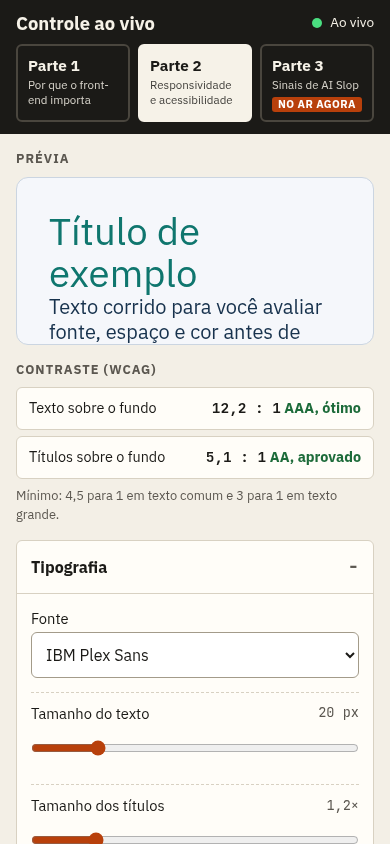 Controle ao vivo
Ao vivo
Parte 1
Por que o front-
end importa
Parte 2
Responsividade
e acessibilidade
Parte 3
Sinais de AI Slop
NO AR AGORA
PRÉVIA
Título de
exemplo
Texto corrido para você avaliar
fonte, espaço e cor antes de
CONTRASTE (WCAG)
Texto sobre o fundo 12,2 : 1 AAA, ótimo
Títulos sobre o fundo 5,1 : 1 AA, aprovado
Mínimo: 4,5 para 1 em texto comum e 3 para 1 em texto
grande.
Tipografia -
Fonte
IBM Plex Sans
Tamanho do texto 20 px
Tamanho dos títulos 1,2×